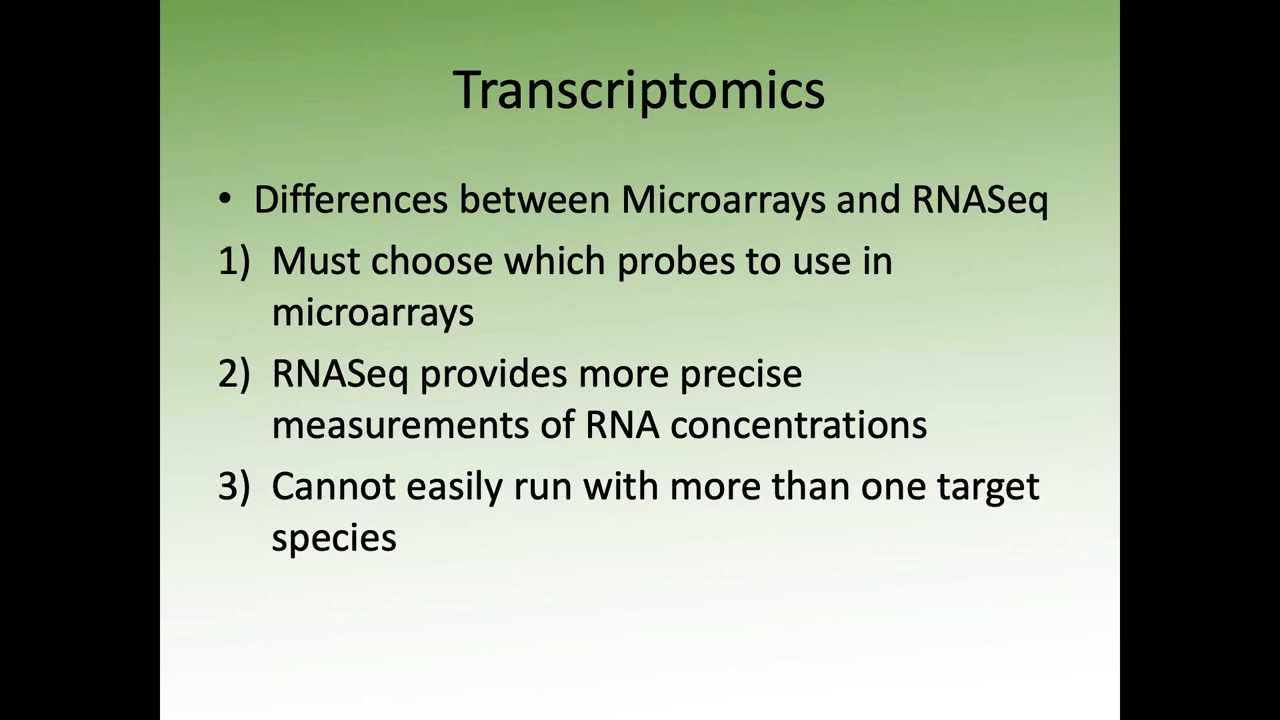 Transcriptomics
• Differences between Microarrays and RNASeq
1) Must choose which probes to use in
microarrays
2) RNASeq provides more precise
measurements of RNA concentrations
3) Cannot easily run with more than one target
species